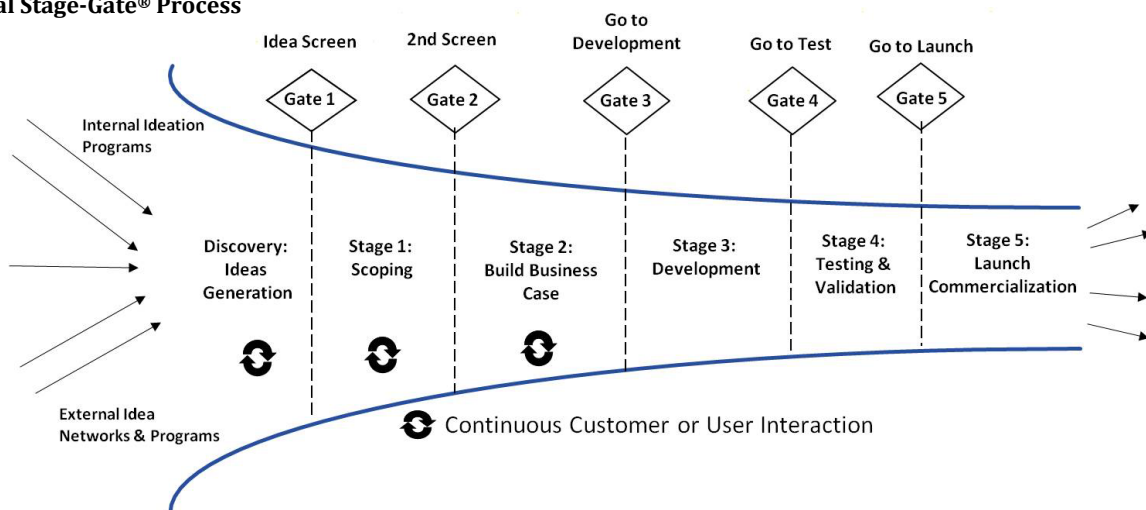 al Stage-Gate® Process
Idea Screen
2nd Screen
Go to
Development
Go to Test
Go to Launch
Gate 1
Gate 2
Gate 3
Gate 4
Gate 5
Internal Ideation
Programs
Discovery:
Ideas
Generation
Stage 1:
Scoping
Stage 2:
Build Business
Case
Stage 3:
Development
Stage 4:
Testing &
Validation
Stage 5:
Launch
Commercialization
External Idea
Networks & Programs
Continuous Customer or User Interaction